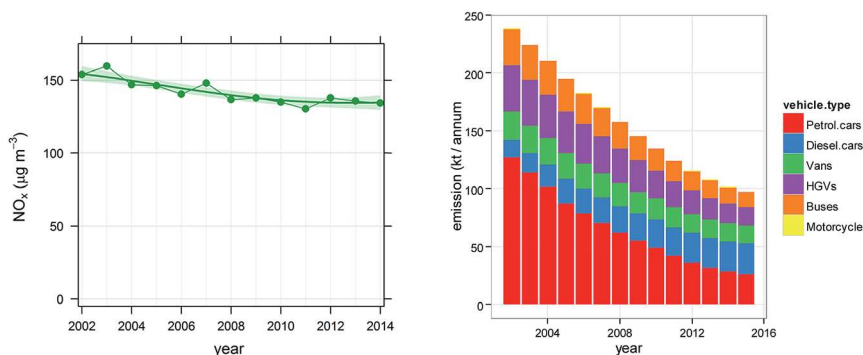 NOx (μg m−3)
150
100
50
0
2002
2004
2006
2008
2010
2012
2014
year
emission (kt / annum
250
200
150
100
50
0
2004
2008
2012
2016
year
vehicle.type
Petrol.cars
Diesel.cars
Vans
HGVs
Buses
Motorcycle